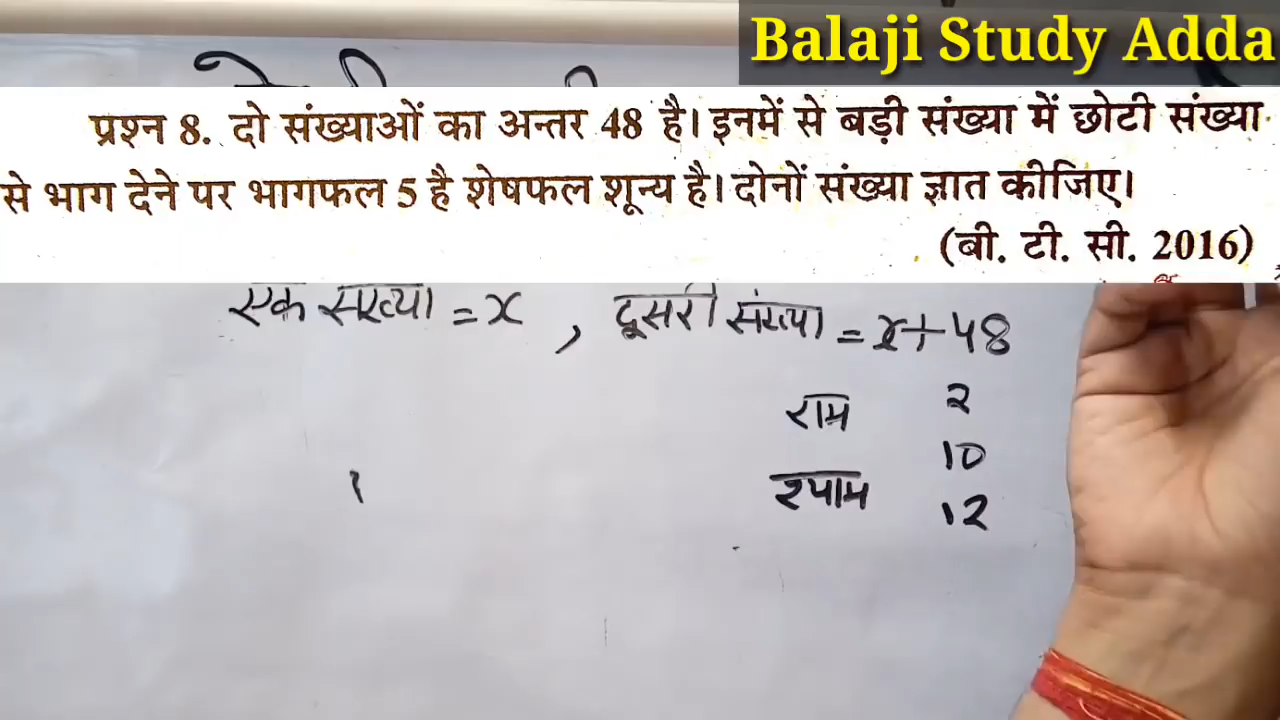 Balaji Study Adda
प्रश्न 8. दो संख्याओं का अन्तर 48 है। इनमें से बड़ी संख्या में छोटी संख्या
से भाग देने पर भागफल 5 है शेषफल शून्य है। दोनों संख्या ज्ञात कीजिए।
(बी. टी. सी. 2016)
एक संख्या = x , दूसरी संख्या = x+48
राम 2
10
श्याम 12